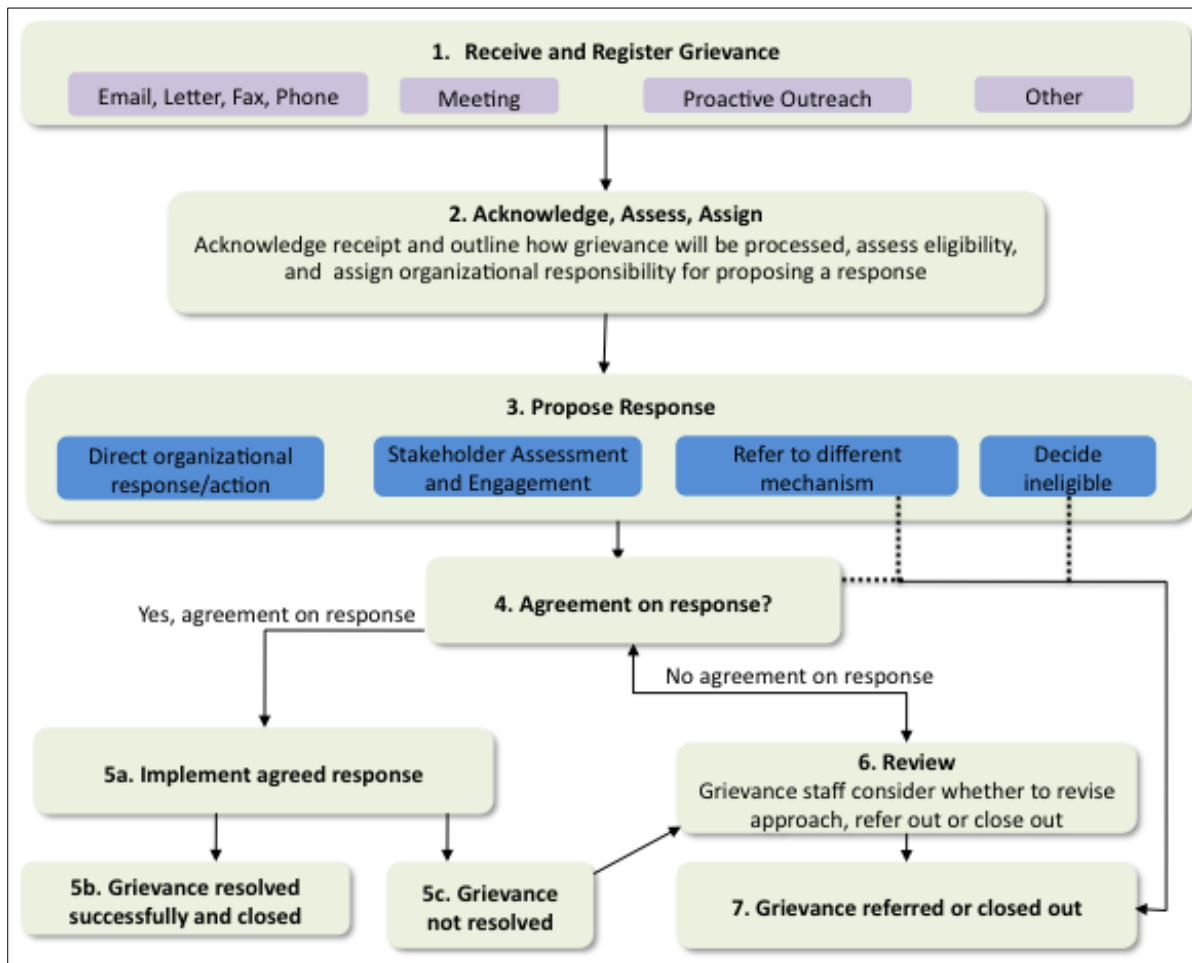 1. Receive and Register Grievance
Email, Letter, Fax, Phone
Meeting
Proactive Outreach
Other
2. Acknowledge, Assess, Assign
Acknowledge receipt and outline how grievance will be processed, assess eligibility,
and assign organizational responsibility for proposing a response
3. Propose Response
Direct organizational
response/action
Stakeholder Assessment
and Engagement
Refer to different
mechanism
Decide
ineligible
4. Agreement on response?
Yes, agreement on response
No agreement on response
5a. Implement agreed response
6. Review
Grievance staff consider whether to revise
approach, refer out or close out
5b. Grievance resolved
successfully and closed
5c. Grievance
not resolved
7. Grievance referred or closed out